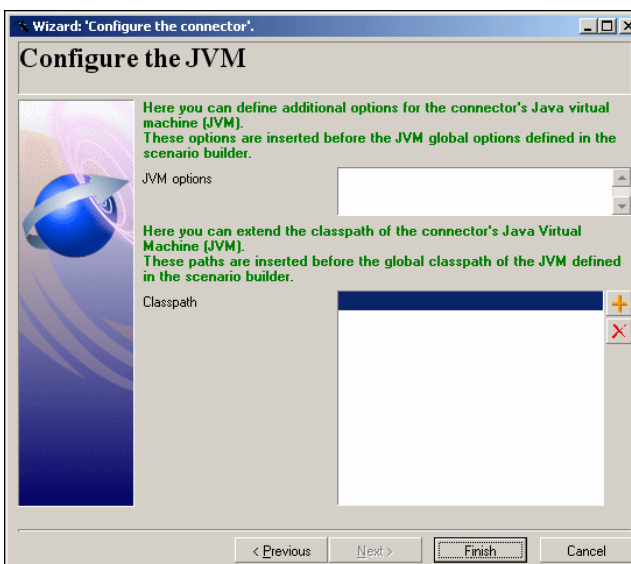 Wizard: 'Configure the connector'.
Configure the JVM
Here you can define additional options for the connector's Java virtual
machine (JVM).
These options are inserted before the JVM global options defined in the
scenario builder.
JVM options
Here you can extend the classpath of the connector's Java Virtual
Machine (JVM).
These paths are inserted before the global classpath of the JVM defined
in the scenario builder.
Classpath
< Previous Next > Finish Cancel